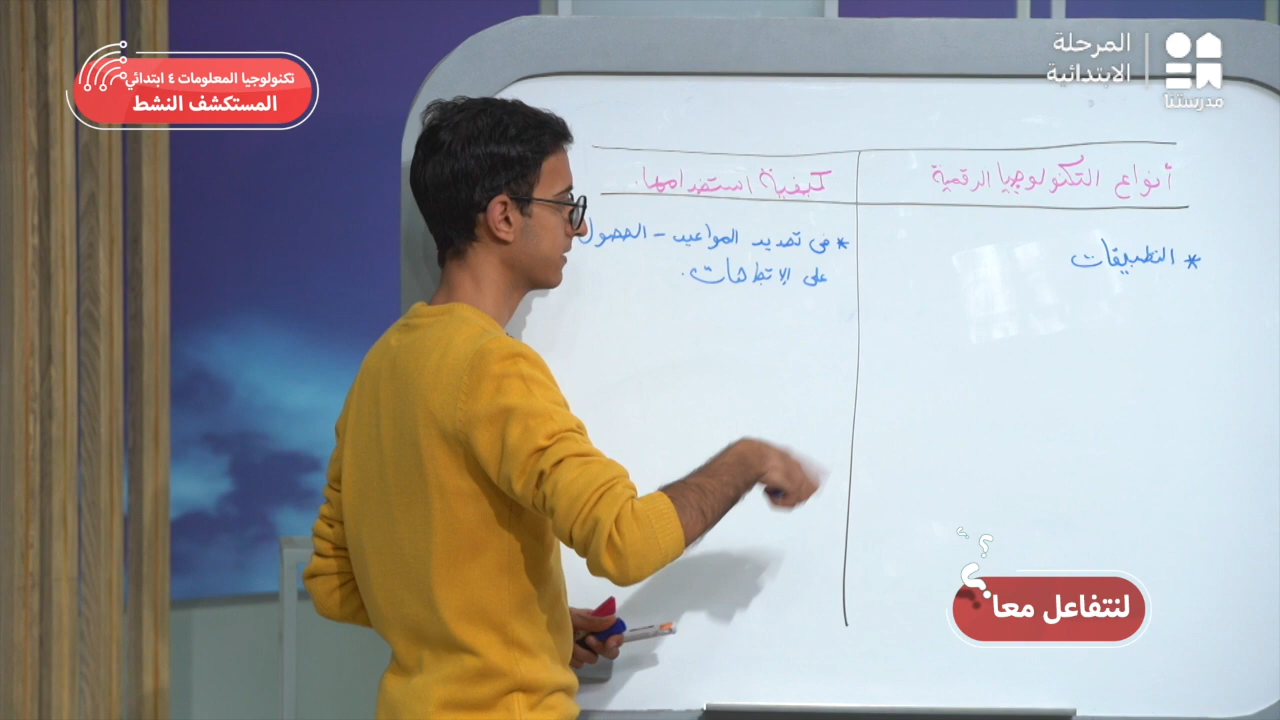 المرحلة
الابتدائية
مدرستنا
تكنولوجيا المعلومات ٤ ابتدائي
المستكشف النشط
أنواع التكنولوجيا الرقمية
كيفية استخدامها.
* التطبيقات
* فى تحديد المواعيد - الحصول
على الاتجاهات.
لنتفاعل معا
؟
؟
؟